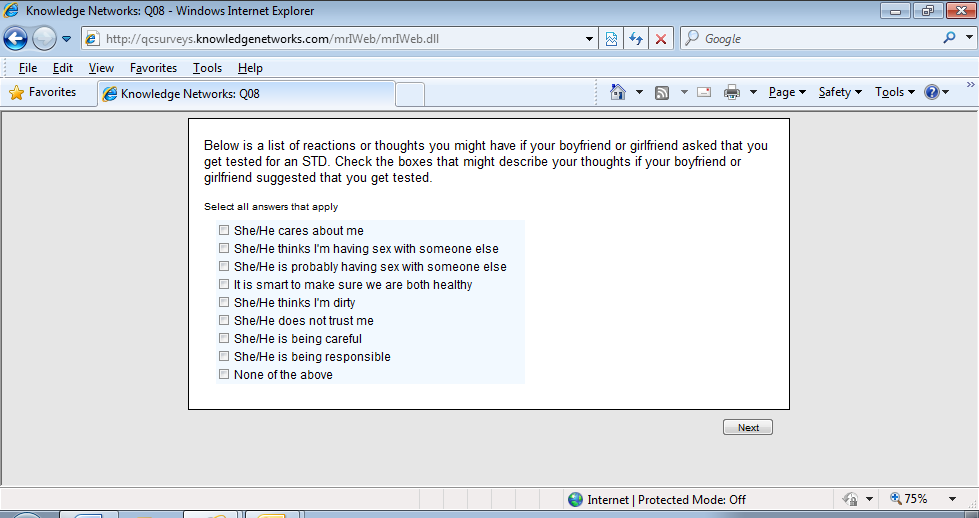 Knowledge Networks: Q08 - Windows Internet Explorer
http://qcsurveys.knowledgenetworks.com/mrIWeb/mrIWeb.dll
Google
File Edit View Favorites Tools Help
Favorites Knowledge Networks: Q08 Page Safety Tools
Below is a list of reactions or thoughts you might have if your boyfriend or girlfriend asked that you
get tested for an STD. Check the boxes that might describe your thoughts if your boyfriend or
girlfriend suggested that you get tested.
Select all answers that apply
She/He cares about me
She/He thinks I'm having sex with someone else
She/He is probably having sex with someone else
It is smart to make sure we are both healthy
She/He thinks I'm dirty
She/He does not trust me
She/He is being careful
She/He is being responsible
None of the above
Next
Internet | Protected Mode: Off 75%